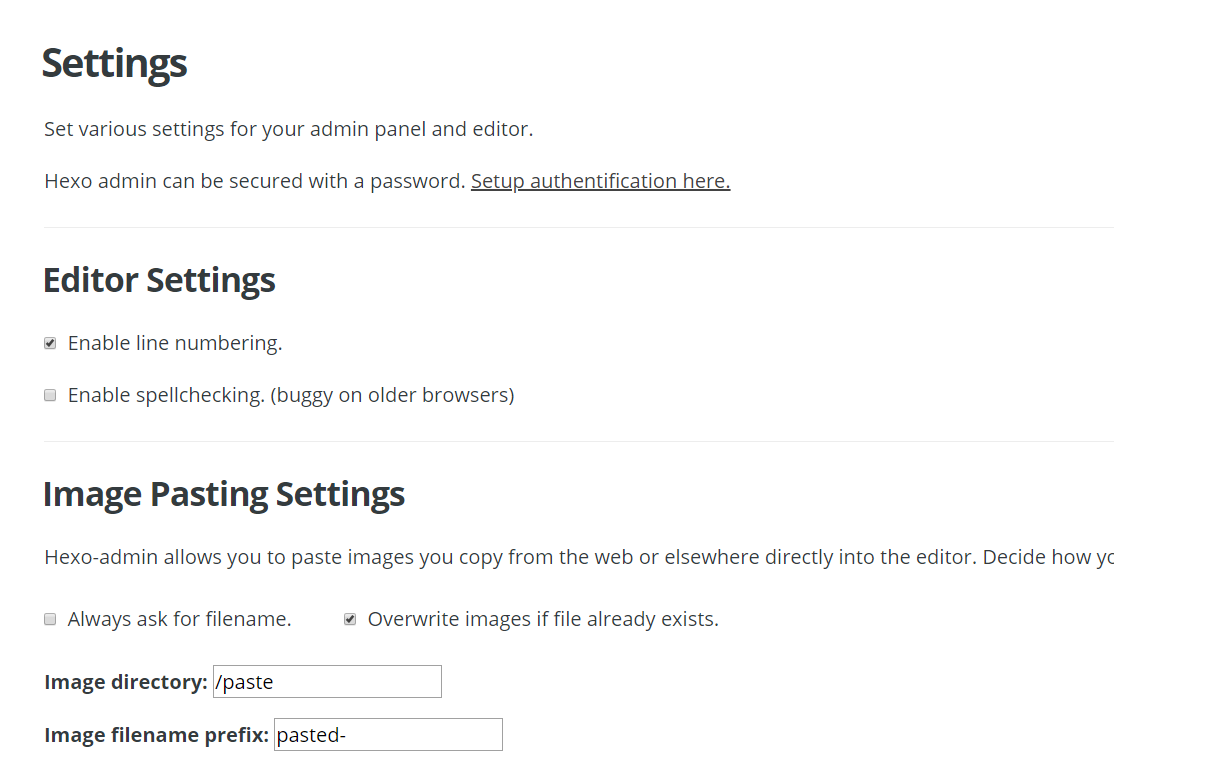 Settings
Set various settings for your admin panel and editor.
Hexo admin can be secured with a password. Setup authentification here.
Editor Settings
Enable line numbering.
Enable spellchecking. (buggy on older browsers)
Image Pasting Settings
Hexo-admin allows you to paste images you copy from the web or elsewhere directly into the editor. Decide how
Always ask for filename. Overwrite images if file already exists.
Image directory: /paste
Image filename prefix: pasted-